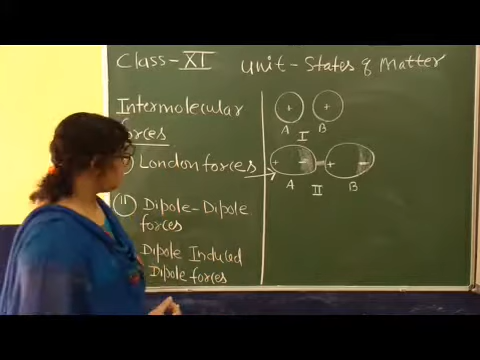 Class-XI Unit-States of Matter
Intermolecular
forces
London forces
(ii) Dipole-Dipole
forces
Dipole Induced
Dipole forces
+ +
A B
I
+ - + -
A B
II